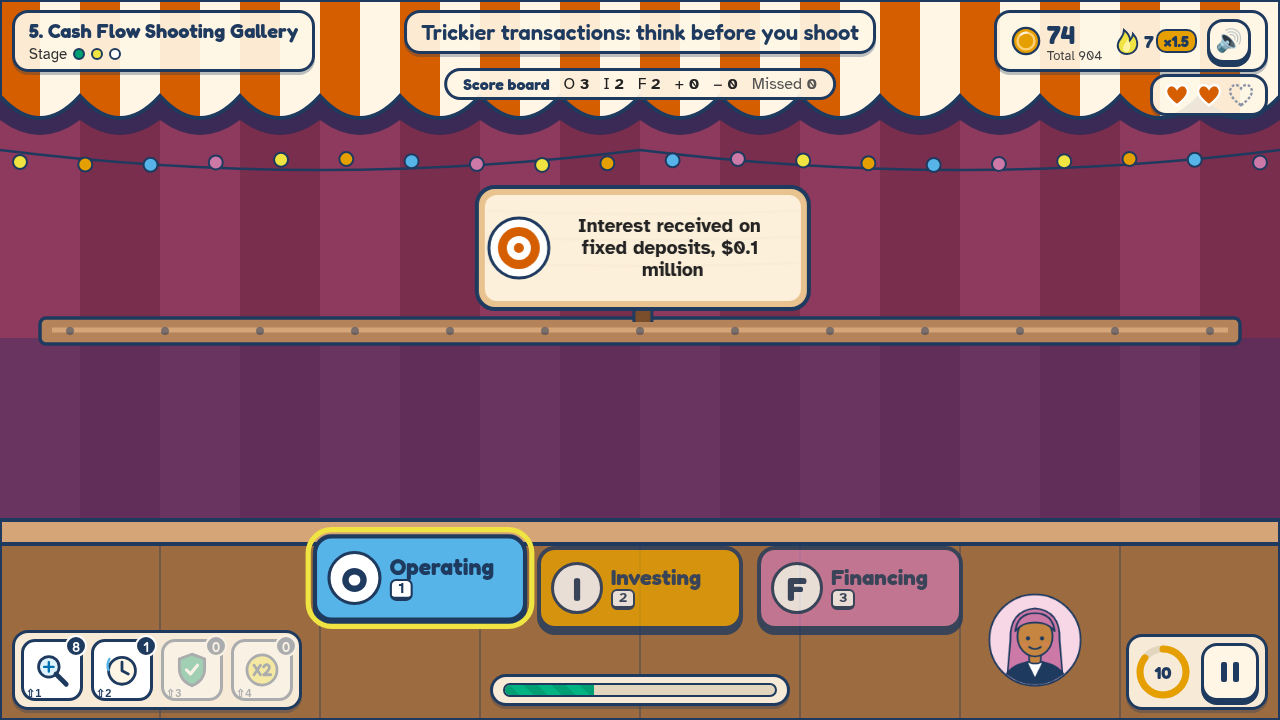 5. Cash Flow Shooting Gallery
Stage
Trickier transactions: think before you shoot
Score board O 3 I 2 F 2 + 0 – 0 Missed 0
74
Total 904
7 ×1.5
Interest received on
fixed deposits, $0.1
million
O Operating
1
I Investing
2
F Financing
3
8
⇧1
1
⇧2
0
⇧3
X2
0
⇧4
10